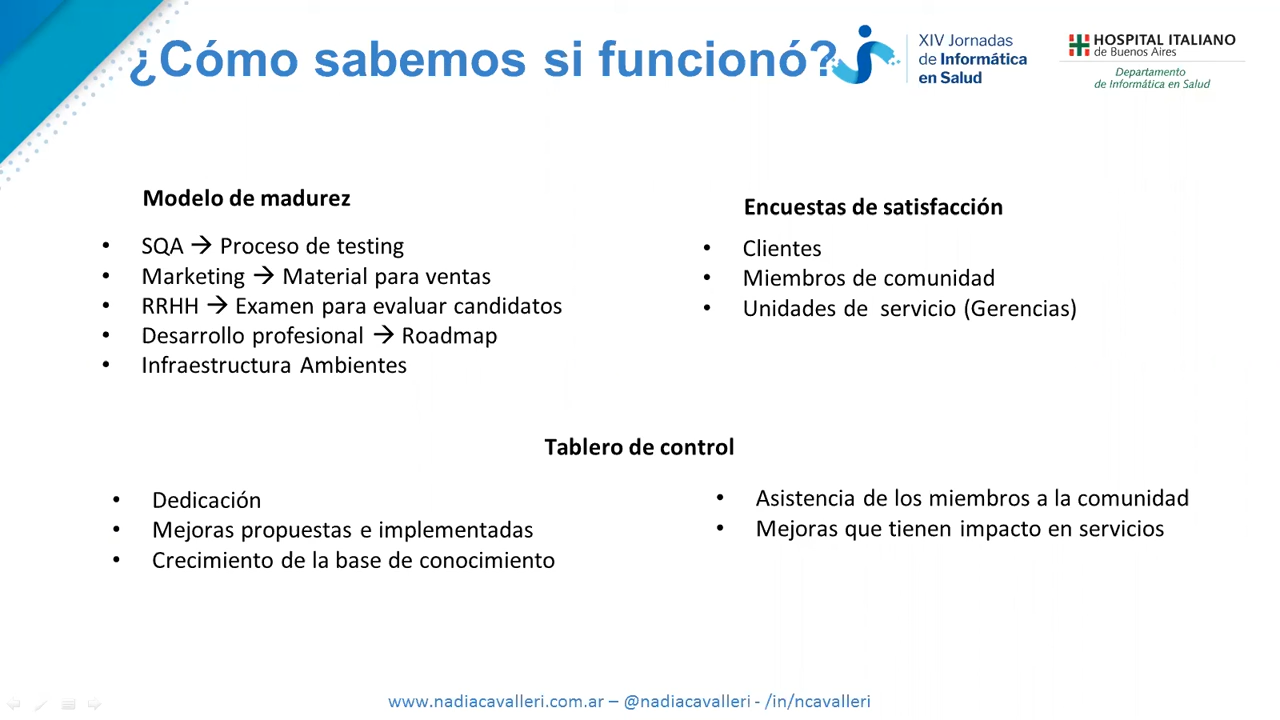 ¿Cómo sabemos si funcionó?
XIV Jornadas
de Informática
en Salud
HOSPITAL ITALIANO
de Buenos Aires
Departamento
de Informática en Salud
Modelo de madurez
• SQA → Proceso de testing
• Marketing → Material para ventas
• RRHH → Examen para evaluar candidatos
• Desarrollo profesional → Roadmap
• Infraestructura Ambientes
Encuestas de satisfacción
• Clientes
• Miembros de comunidad
• Unidades de servicio (Gerencias)
Tablero de control
• Dedicación
• Mejoras propuestas e implementadas
• Crecimiento de la base de conocimiento
• Asistencia de los miembros a la comunidad
• Mejoras que tienen impacto en servicios
www.nadiacavalleri.com.ar – @nadiacavalleri - /in/ncavalleri